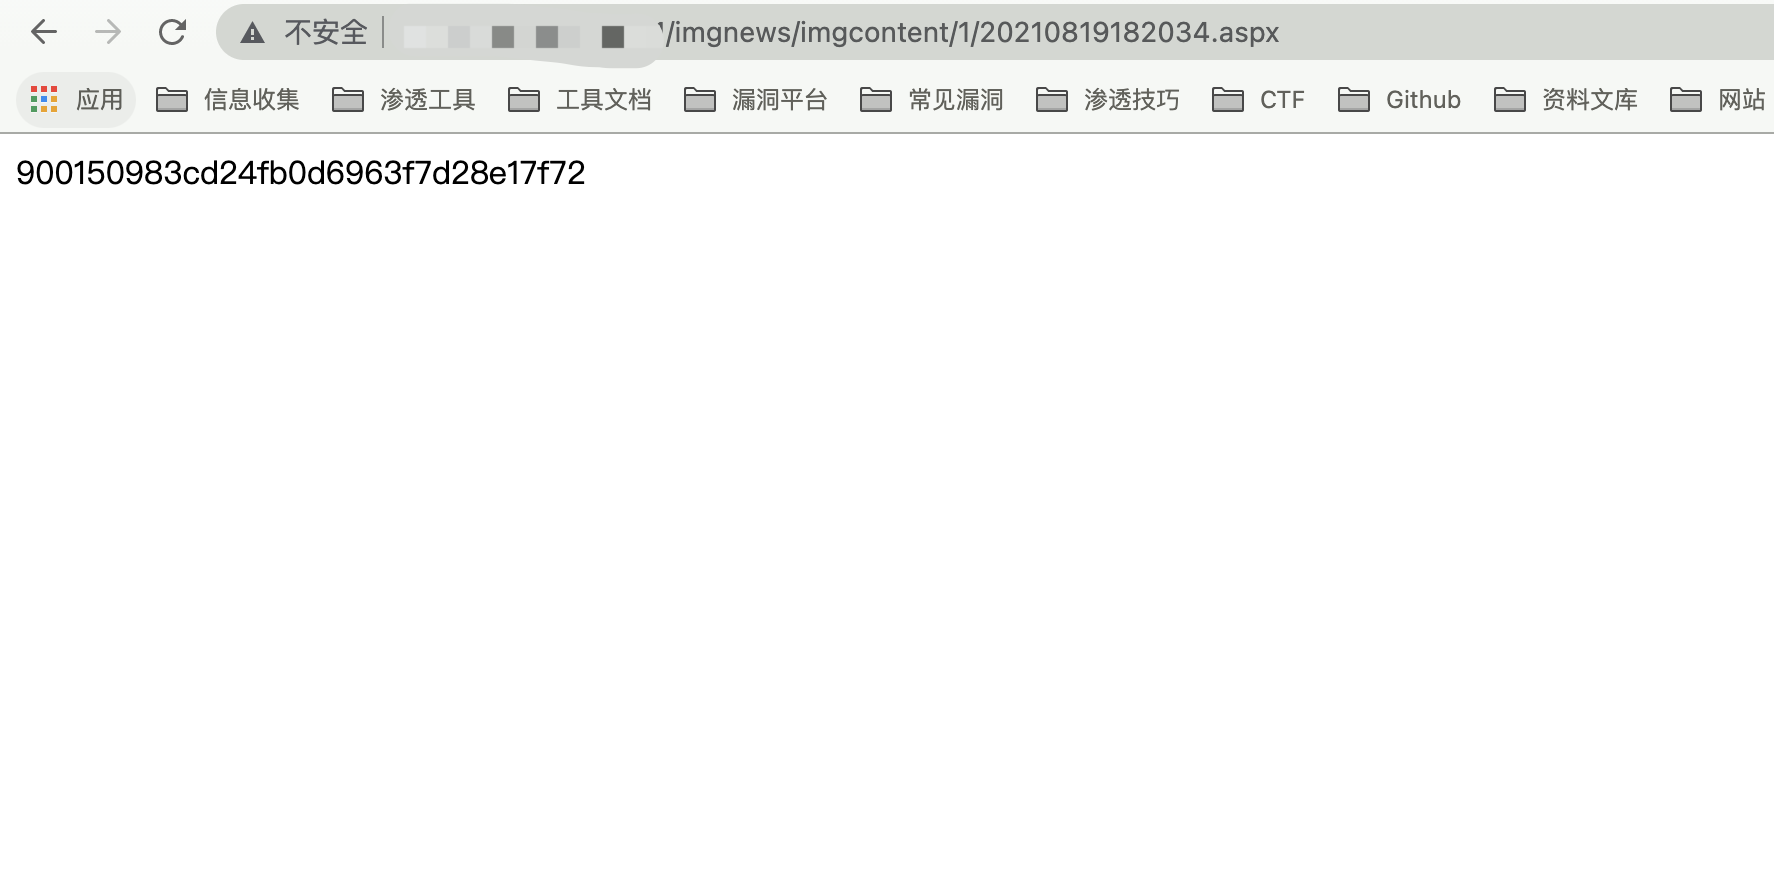 不安全 /imgnews/imgcontent/1/20210819182034.aspx
应用 信息收集 渗透工具 工具文档 漏洞平台 常见漏洞 渗透技巧 CTF Github 资料文库 网站
900150983cd24fb0d6963f7d28e17f72